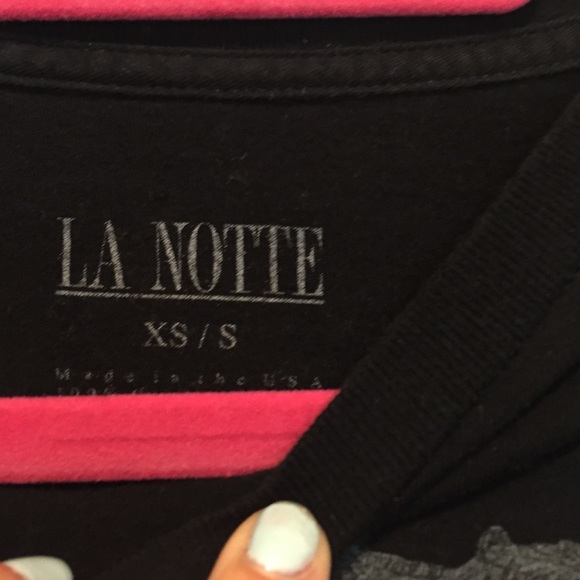 LA NOTTE
XS / S
Made in the USA